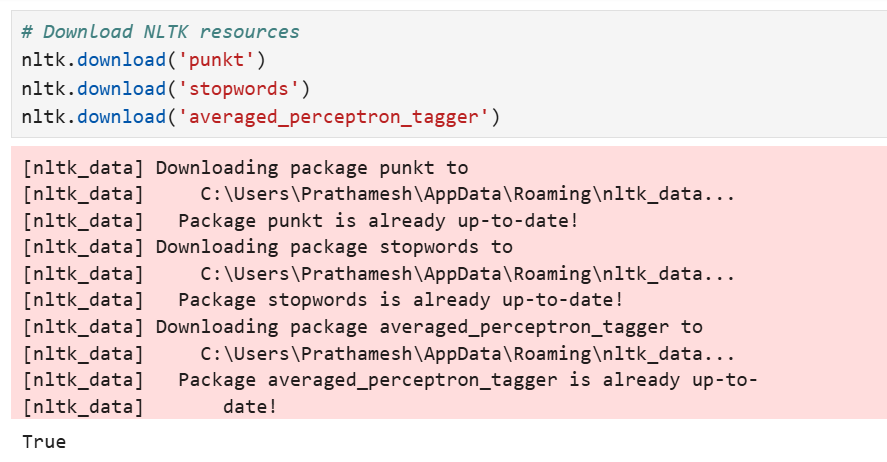 # Download NLTK resources
nltk.download('punkt')
nltk.download('stopwords')
nltk.download('averaged_perceptron_tagger')
[nltk_data] Downloading package punkt to
[nltk_data]     C:\Users\Prathamesh\AppData\Roaming\nltk_data...
[nltk_data]   Package punkt is already up-to-date!
[nltk_data] Downloading package stopwords to
[nltk_data]     C:\Users\Prathamesh\AppData\Roaming\nltk_data...
[nltk_data]   Package stopwords is already up-to-date!
[nltk_data] Downloading package averaged_perceptron_tagger to
[nltk_data]     C:\Users\Prathamesh\AppData\Roaming\nltk_data...
[nltk_data]   Package averaged_perceptron_tagger is already up-to-
[nltk_data]       date!
True